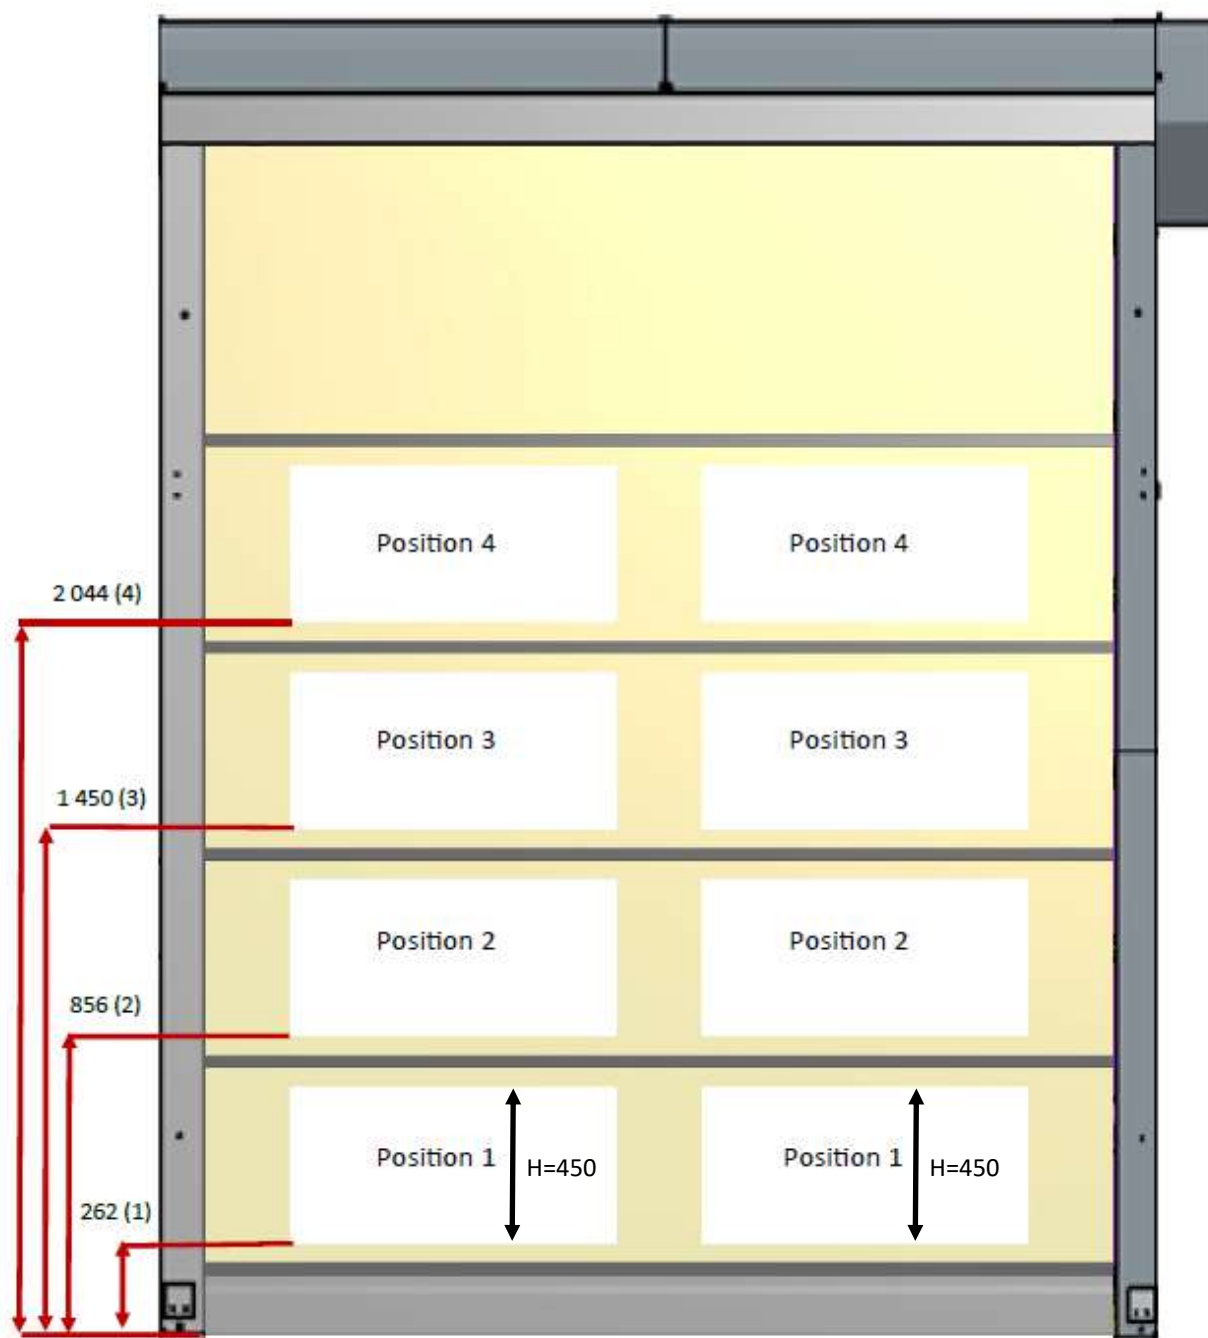 Position 4 Position 4
2 044 (4)
Position 3 Position 3
1 450 (3)
Position 2 Position 2
856 (2)
Position 1 H=450 Position 1 H=450
262 (1)